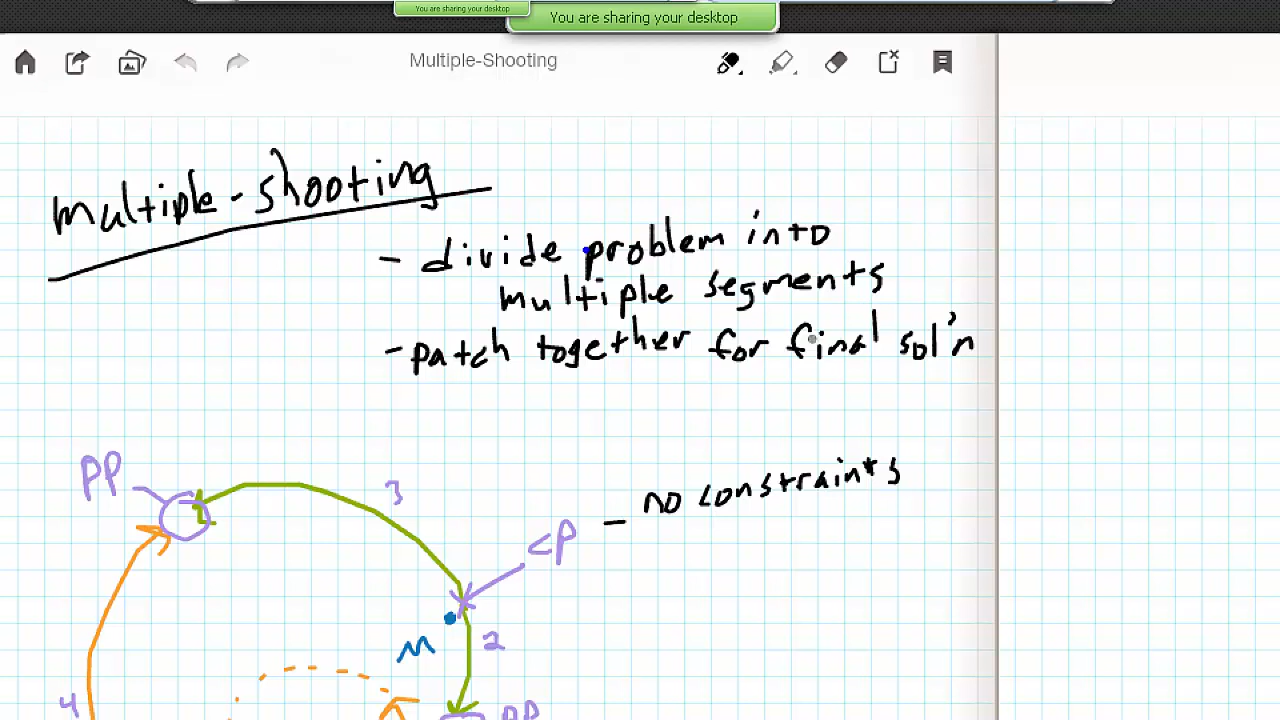 You are sharing your desktop
You are sharing your desktop
Multiple-Shooting
multiple-shooting
- divide problem into
multiple segments
- patch together for final sol'n
PP
3
CP
- no constraints
M
2
4
PP